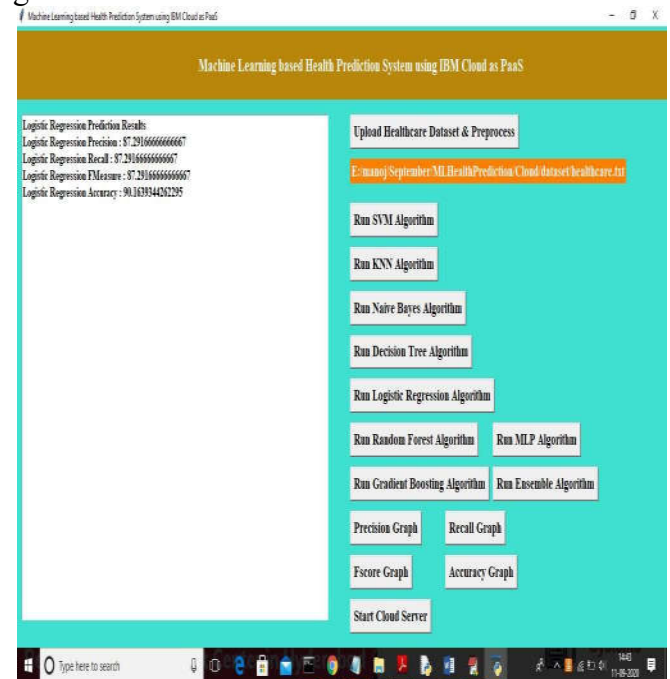 Machine Learning based Health Prediction System using IBM Cloud as PaaS
Machine Learning based Health Prediction System using IBM Cloud as PaaS
Logistic Regression Prediction Results
Logistic Regression Precision : 87.29166666666667
Logistic Regression Recall : 87.29166666666667
Logistic Regression FMeasure : 87.29166666666667
Logistic Regression Accuracy : 90.1639344262295
Upload Healthcare Dataset & Preprocess
E:/manoj/September/MLHealthPrediction/Cloud/dataset/healthcare.txt
Run SVM Algorithm
Run KNN Algorithm
Run Naive Bayes Algorithm
Run Decision Tree Algorithm
Run Logistic Regression Algorithm
Run Random Forest Algorithm Run MLP Algorithm
Run Gradient Boosting Algorithm Run Ensemble Algorithm
Precision Graph Recall Graph
Fscore Graph Accuracy Graph
Start Cloud Server
Type here to search